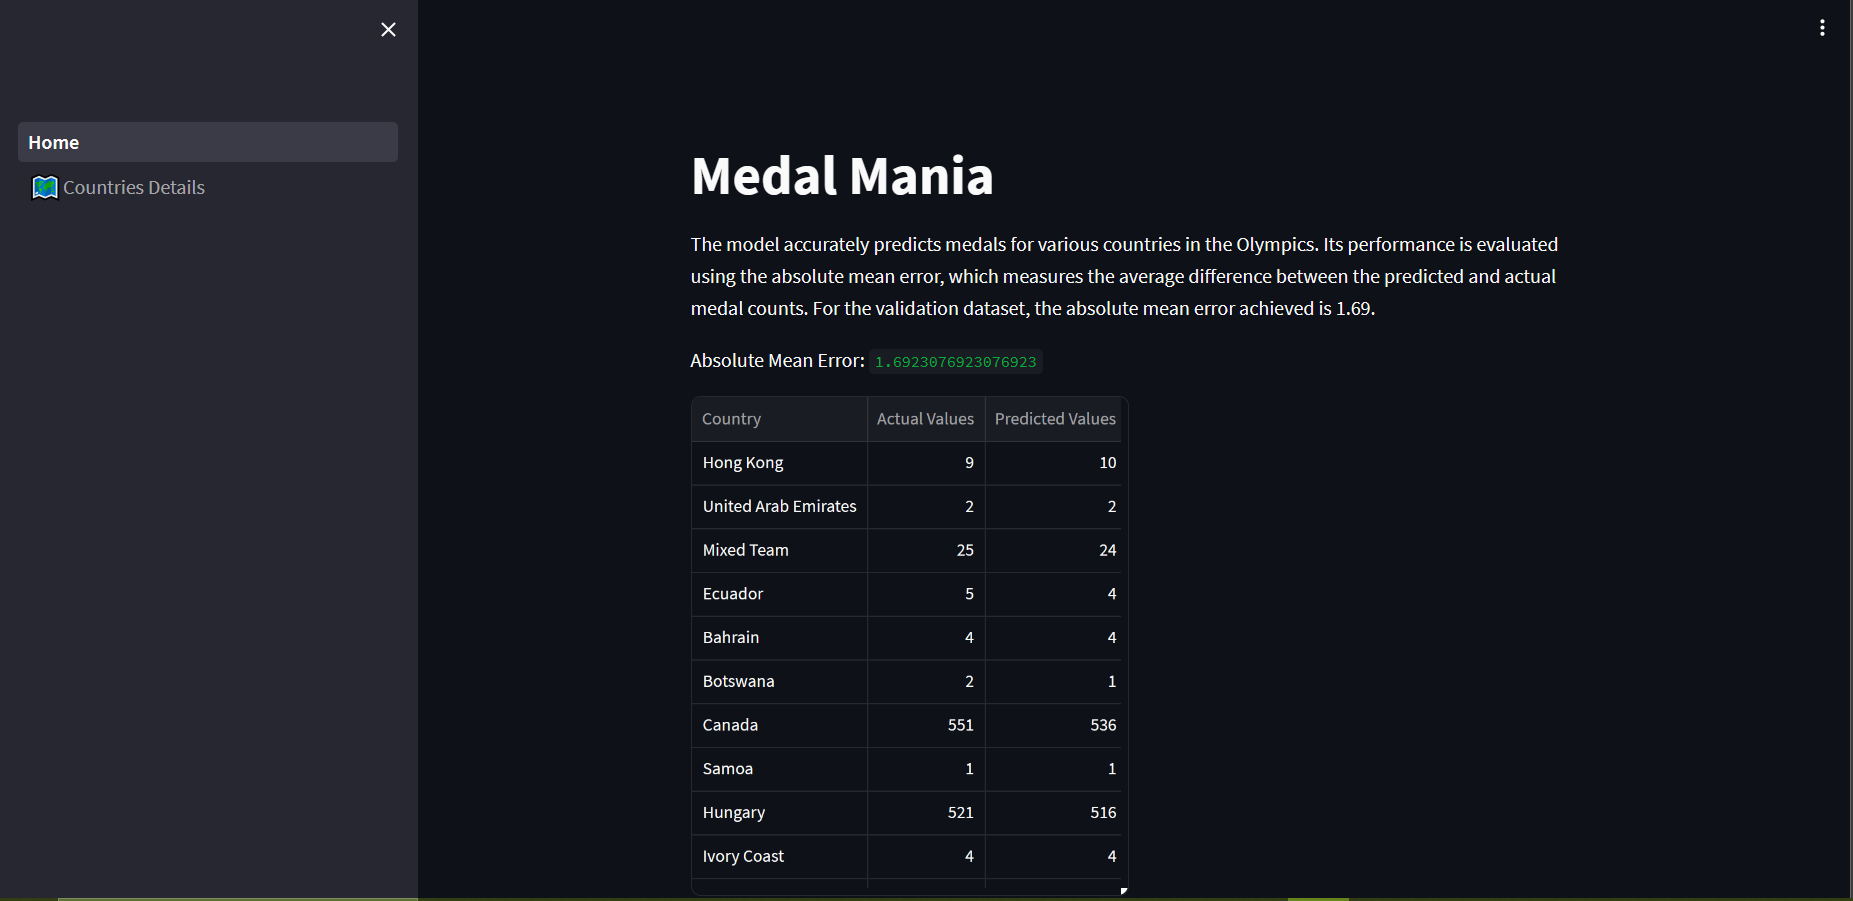 Home
Countries Details
Medal Mania
The model accurately predicts medals for various countries in the Olympics. Its performance is evaluated
using the absolute mean error, which measures the average difference between the predicted and actual
medal counts. For the validation dataset, the absolute mean error achieved is 1.69.
Absolute Mean Error: 1.6923076923076923
Country Actual Values Predicted Values
Hong Kong 9 10
United Arab Emirates 2 2
Mixed Team 25 24
Ecuador 5 4
Bahrain 4 4
Botswana 2 1
Canada 551 536
Samoa 1 1
Hungary 521 516
Ivory Coast 4 4